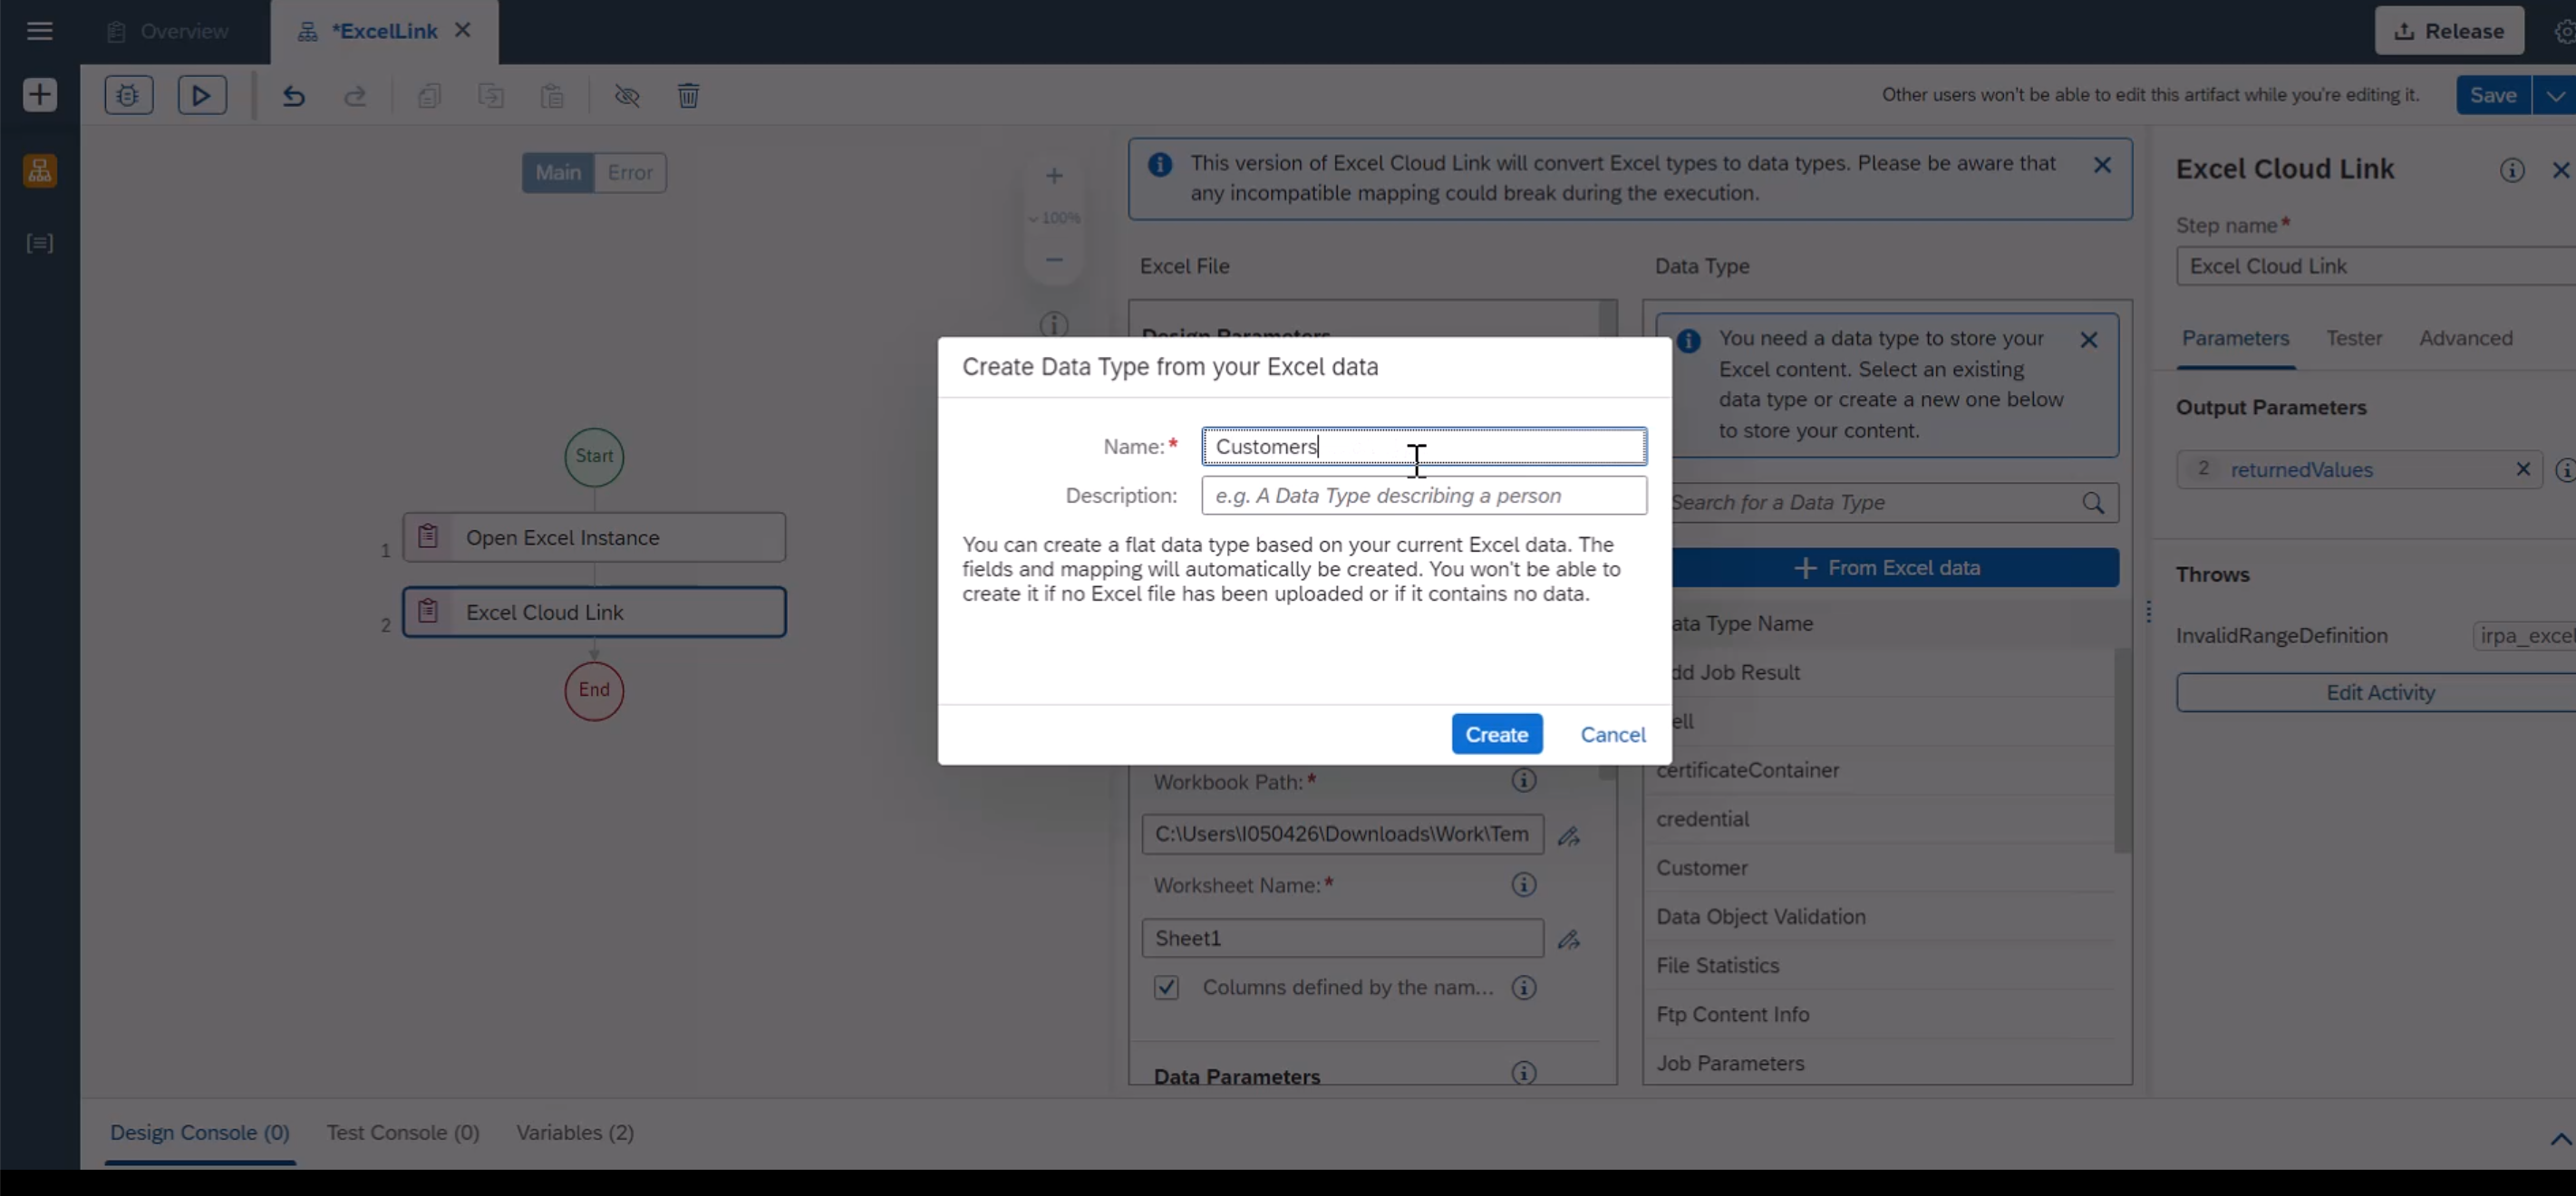 Overview
*ExcelLink
Release
Other users won't be able to edit this artifact while you're editing it.
Save
Main
Error
100%
Start
1
Open Excel Instance
2
Excel Cloud Link
End
This version of Excel Cloud Link will convert Excel types to data types. Please be aware that
any incompatible mapping could break during the execution.
Excel File
Design Parameters
Workbook Path:*
C:\Users\I050426\Downloads\Work\Tem
Worksheet Name:*
Sheet1
Columns defined by the nam...
Data Parameters
Data Type
You need a data type to store your
Excel content. Select an existing
data type or create a new one below
to store your content.
Search for a Data Type
+ From Excel data
ata Type Name
dd Job Result
ell
certificateContainer
credential
Customer
Data Object Validation
File Statistics
Ftp Content Info
Job Parameters
Create Data Type from your Excel data
Name:*
Customers
Description:
e.g. A Data Type describing a person
You can create a flat data type based on your current Excel data. The
fields and mapping will automatically be created. You won't be able to
create it if no Excel file has been uploaded or if it contains no data.
Create
Cancel
Excel Cloud Link
Step name*
Excel Cloud Link
Parameters
Tester
Advanced
Output Parameters
2 returnedValues
Throws
InvalidRangeDefinition
irpa_excel
Edit Activity
Design Console (0)
Test Console (0)
Variables (2)